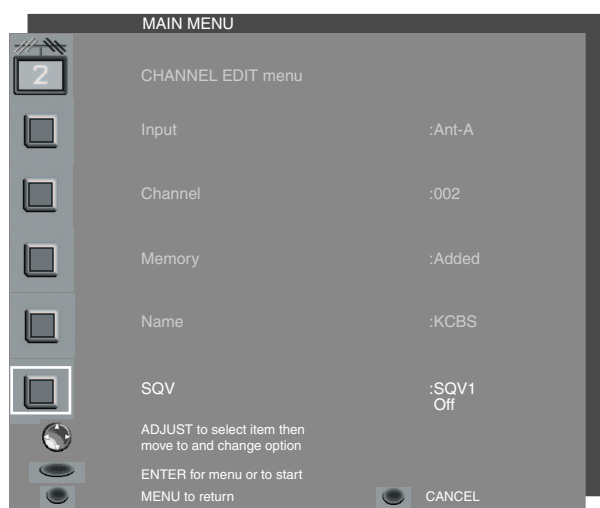 MAIN MENU
2
CHANNEL EDIT menu
Input :Ant-A
Channel :002
Memory :Added
Name :KCBS
SQV :SQV1
Off
ADJUST to select item then
move to and change option
ENTER for menu or to start
MENU to return CANCEL